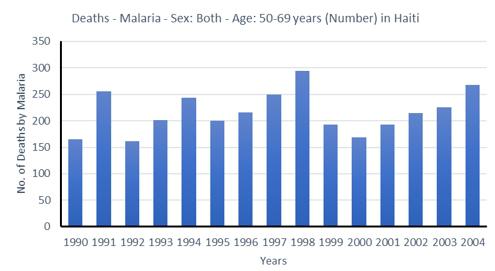 Deaths - Malaria - Sex: Both - Age: 50-69 years (Number) in Haiti
350
300
250
200
150
100
50
0
No. of Deathsby Malaria
1990 1991 1992 1993 1994 1995 1996 1997 1998 1999 2000 2001 2002 2003 2004
Years